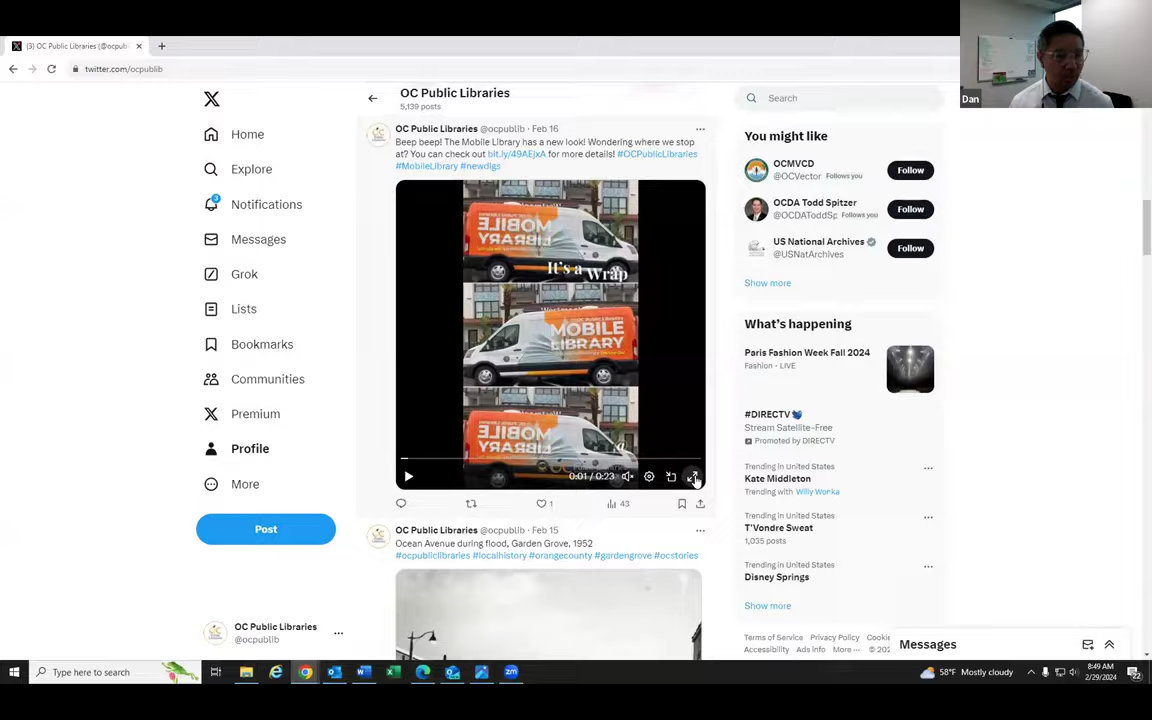 (3) OC Public Libraries (@ocpubl
twitter.com/ocpublib
Dan
X
Home
Explore
3
Notifications
Messages
Grok
Lists
Bookmarks
Communities
Premium
Profile
More
Post
OC Public Libraries
@ocpublib
OC Public Libraries
5,139 posts
OC Public Libraries @ocpublib · Feb 16
Beep beep! The Mobile Library has a new look! Wondering where we stop
at? You can check out bit.ly/49AEjxA for more details! #OCPublicLibraries
#MobileLibrary #newdigs
MOBILE
LIBRARY
It's a Wrap
OC Public Libraries
MOBILE
LIBRARY
MOBILE
LIBRARY
0:01 / 0:23
1
43
OC Public Libraries @ocpublib · Feb 15
Ocean Avenue during flood, Garden Grove, 1952
#ocpubliclibraries #localhistory #orangecounty #gardengrove #ocstories
Search
You might like
OCMVCD
@OCVector Follows you
Follow
OCDA Todd Spitzer
@OCDAToddSp Follows you
Follow
US National Archives
@USNatArchives
Follow
Show more
What's happening
Paris Fashion Week Fall 2024
Fashion · LIVE
#DIRECTV
Stream Satellite-Free
Promoted by DIRECTV
Trending in United States
Kate Middleton
Trending with Willy Wonka
Trending in United States
T'Vondre Sweat
1,035 posts
Trending in United States
Disney Springs
Show more
Terms of Service Privacy Policy Cookie
Accessibility Ads info More ··· © 202
Messages
Type here to search
58°F Mostly cloudy
8:49 AM
2/29/2024
22